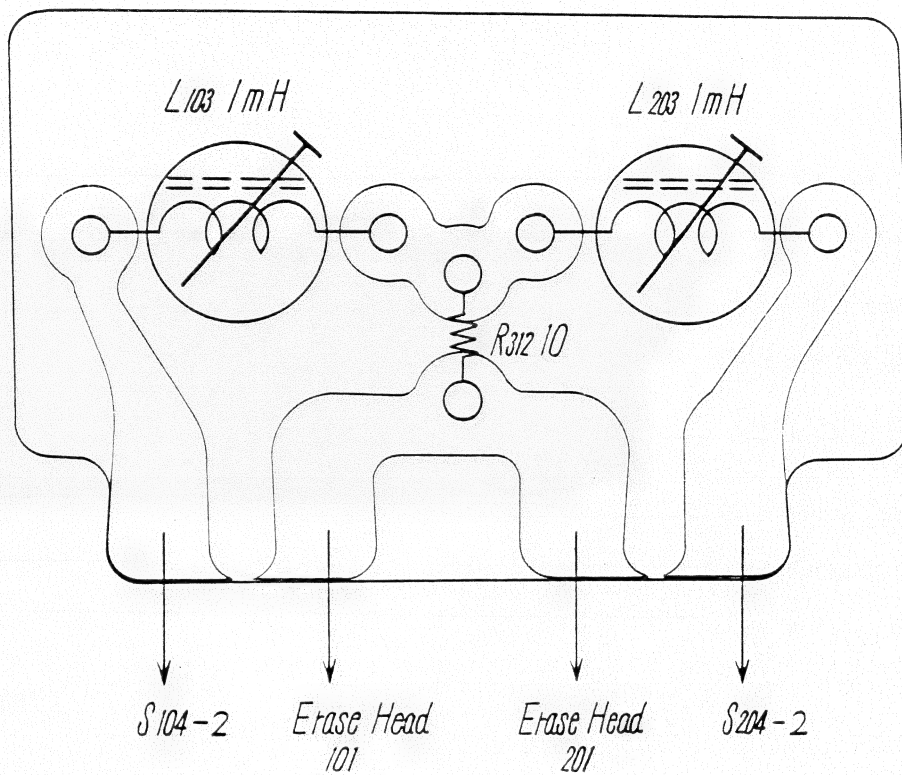 L103 1mH
L203 1mH
R312 10
S104-2
Erase Head
101
Erase Head
201
S204-2